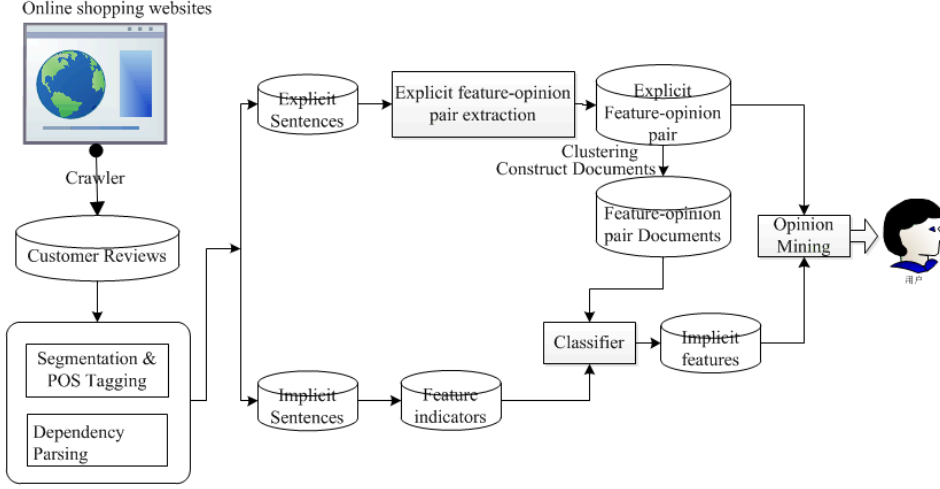 Online shopping websites
Crawler
Customer Reviews
Segmentation &
POS Tagging
Dependency
Parsing
Explicit
Sentences
Explicit feature-opinion
pair extraction
Explicit
Feature-opinion
pair
Clustering
Construct Documents
Feature-opinion
pair Documents
Opinion
Mining
用户
Classifier
Implicit
features
Implicit
Sentences
Feature
indicators